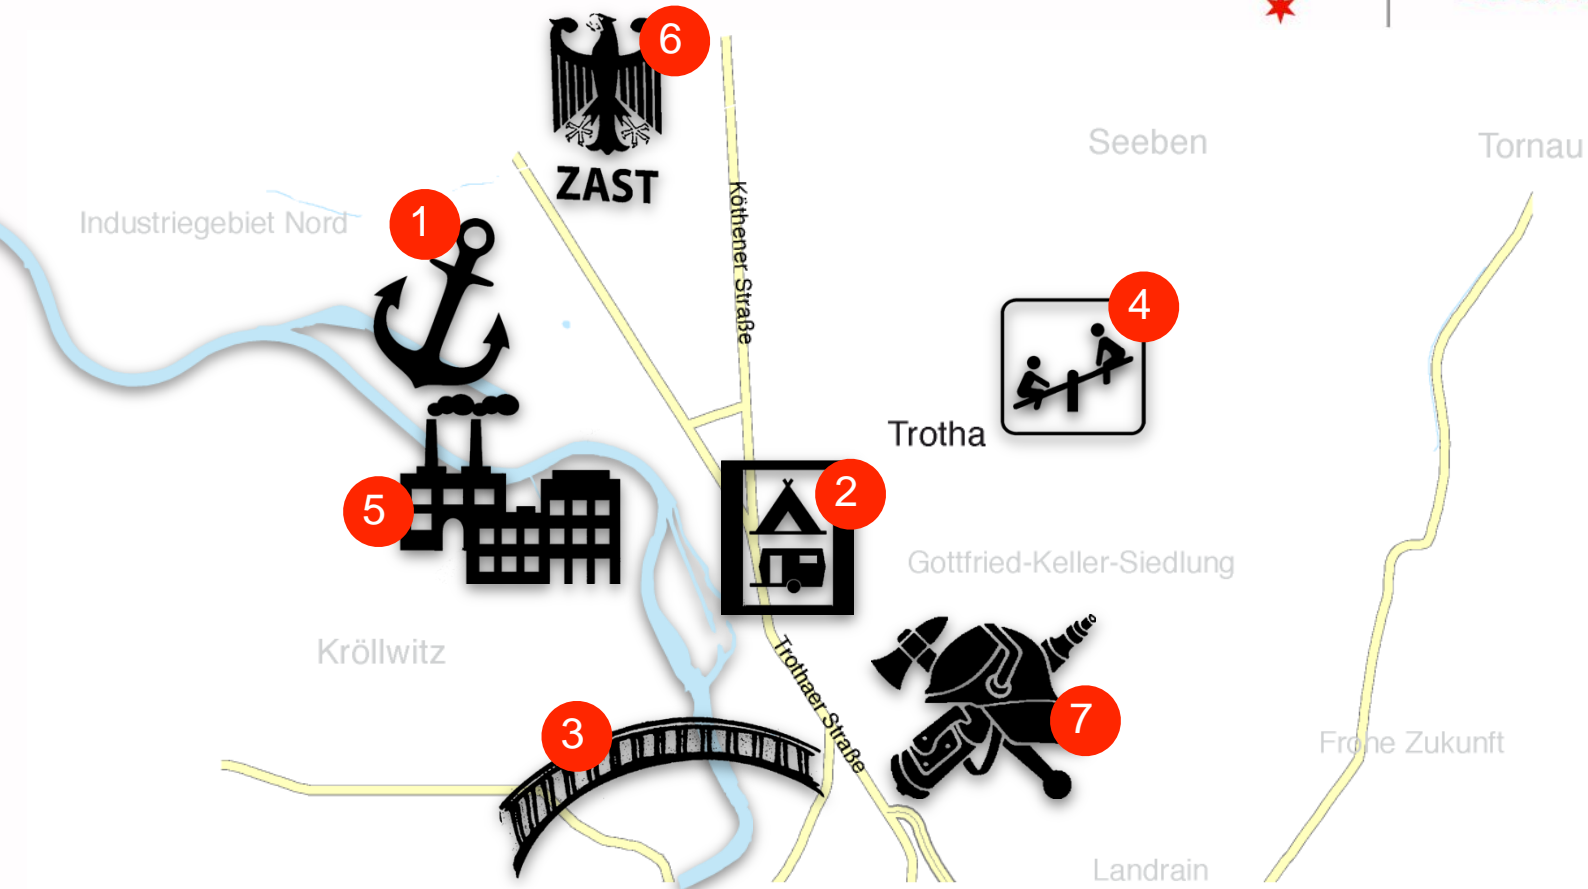 6
ZAST
Köthener Straße
Seeben
Tornau
Industriegebiet Nord
1
4
Trotha
5
2
Gottfried-Keller-Siedlung
Kröllwitz
Trothaer Straße
3
7
Frohe Zukunft
Landrain